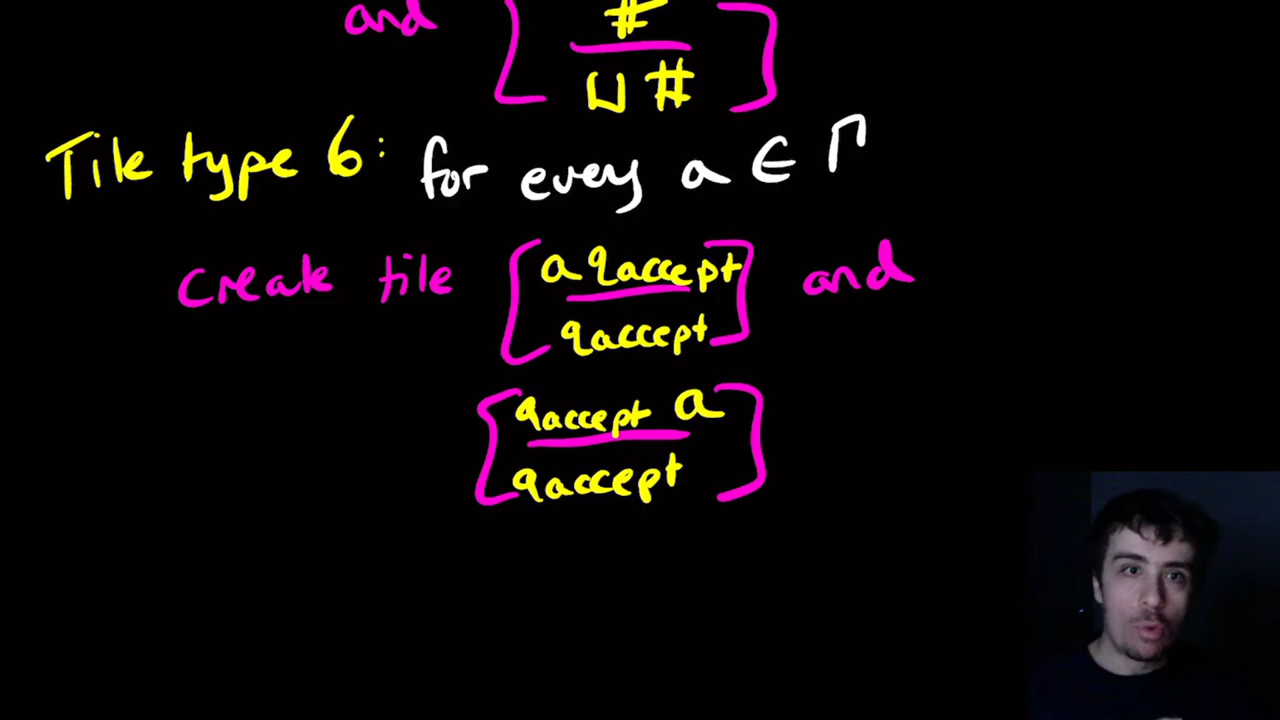 and [ #
⊔ # ]
Tile type 6: for every a ∈ Γ
create tile [ a qaccept ] and
qaccept
[ qaccept a ]
qaccept